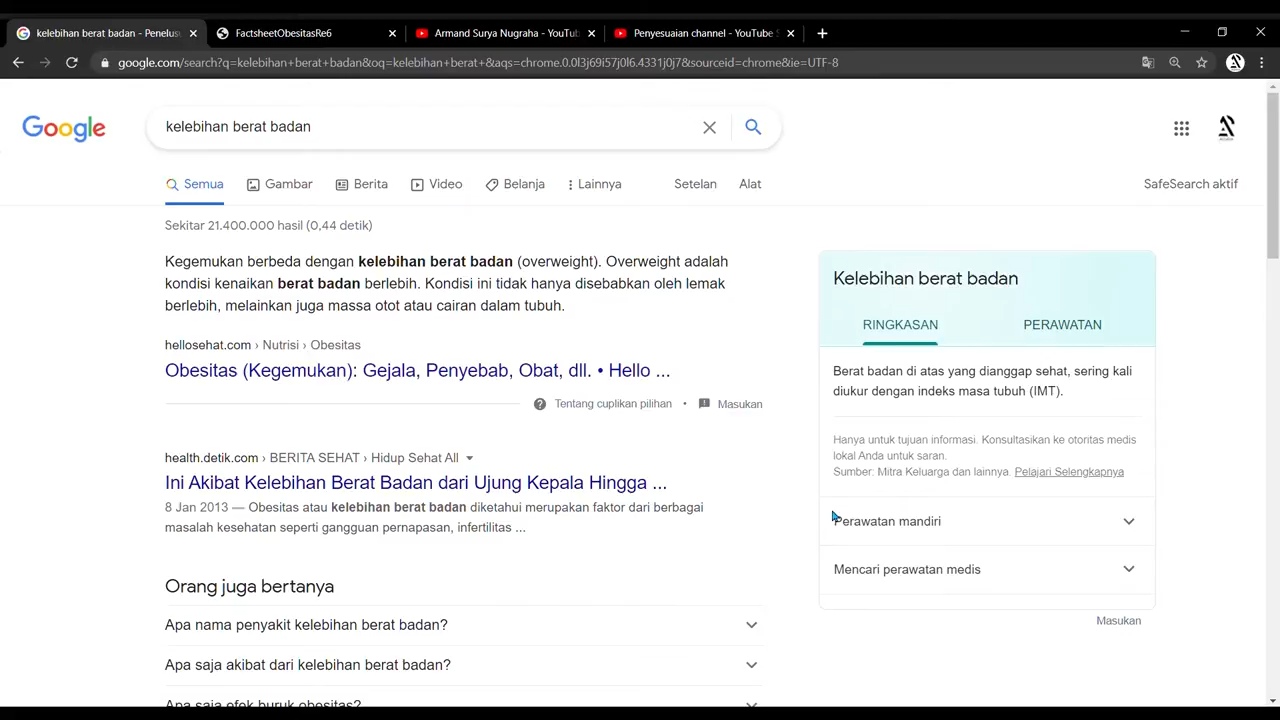 kelebihan berat badan - Penelus
FactsheetObesitasRe6
Armand Surya Nugraha - YouTub
Penyesuaian channel - YouTube S
google.com/search?q=kelebihan+berat+badan&oq=kelebihan+berat+&aqs=chrome.0.0l3j69i57j0l6.4331j0j7&sourceid=chrome&ie=UTF-8
Google
kelebihan berat badan
Semua
Gambar
Berita
Video
Belanja
Lainnya
Setelan
Alat
SafeSearch aktif
Sekitar 21.400.000 hasil (0,44 detik)
Kegemukan berbeda dengan kelebihan berat badan (overweight). Overweight adalah
kondisi kenaikan berat badan berlebih. Kondisi ini tidak hanya disebabkan oleh lemak
berlebih, melainkan juga massa otot atau cairan dalam tubuh.
hellosehat.com › Nutrisi › Obesitas
Obesitas (Kegemukan): Gejala, Penyebab, Obat, dll. • Hello ...
Tentang cuplikan pilihan • Masukan
health.detik.com › BERITA SEHAT › Hidup Sehat All
Ini Akibat Kelebihan Berat Badan dari Ujung Kepala Hingga ...
8 Jan 2013 — Obesitas atau kelebihan berat badan diketahui merupakan faktor dari berbagai
masalah kesehatan seperti gangguan pernapasan, infertilitas ...
Orang juga bertanya
Apa nama penyakit kelebihan berat badan?
Apa saja akibat dari kelebihan berat badan?
Apa saja efek buruk obesitas?
Kelebihan berat badan
RINGKASAN
PERAWATAN
Berat badan di atas yang dianggap sehat, sering kali
diukur dengan indeks masa tubuh (IMT).
Hanya untuk tujuan informasi. Konsultasikan ke otoritas medis
lokal Anda untuk saran.
Sumber: Mitra Keluarga dan lainnya. Pelajari Selengkapnya
Perawatan mandiri
Mencari perawatan medis
Masukan